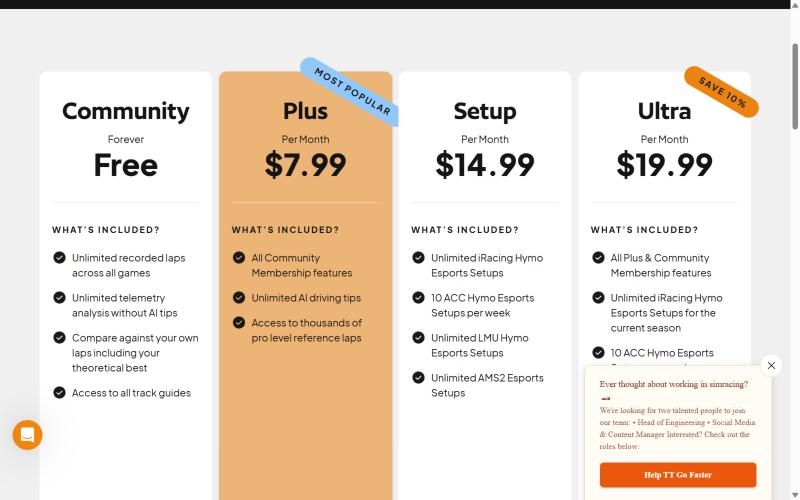 Community
Forever
Free
WHAT'S INCLUDED?
Unlimited recorded laps
across all games
Unlimited telemetry
analysis without AI tips
Compare against your own
laps including your
theoretical best
Access to all track guides
MOST POPULAR
Plus
Per Month
$7.99
WHAT'S INCLUDED?
All Community
Membership features
Unlimited AI driving tips
Access to thousands of
pro level reference laps
Setup
Per Month
$14.99
WHAT'S INCLUDED?
Unlimited iRacing Hymo
Esports Setups
10 ACC Hymo Esports
Setups per week
Unlimited LMU Hymo
Esports Setups
Unlimited AMS2 Esports
Setups
SAVE 10%
Ultra
Per Month
$19.99
WHAT'S INCLUDED?
All Plus & Community
Membership features
Unlimited iRacing Hymo
Esports Setups for the
current season
10 ACC Hymo Esports
Ever thought about working in simracing?
We're looking for two talented people to join
our team: • Head of Engineering • Social Media
& Content Manager Interested? Check out the
roles below:
Help TT Go Faster